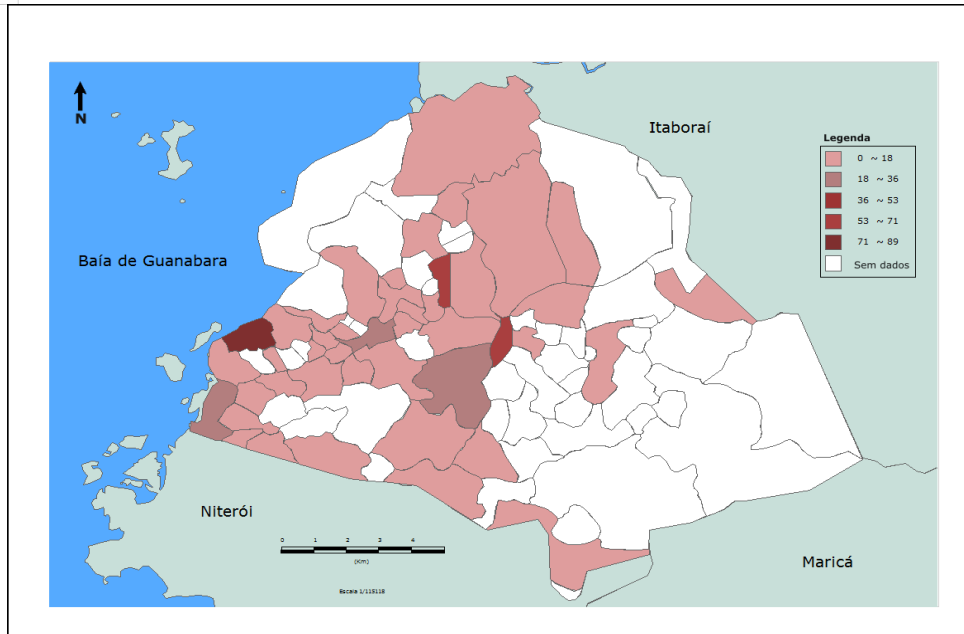 N
Itaboraí
Legenda
0 ~ 18
18 ~ 36
36 ~ 53
53 ~ 71
71 ~ 89
Sem dados
Baía de Guanabara
Niterói
0 1 2 3 4
(Km)
Escala 1/115118
Maricá